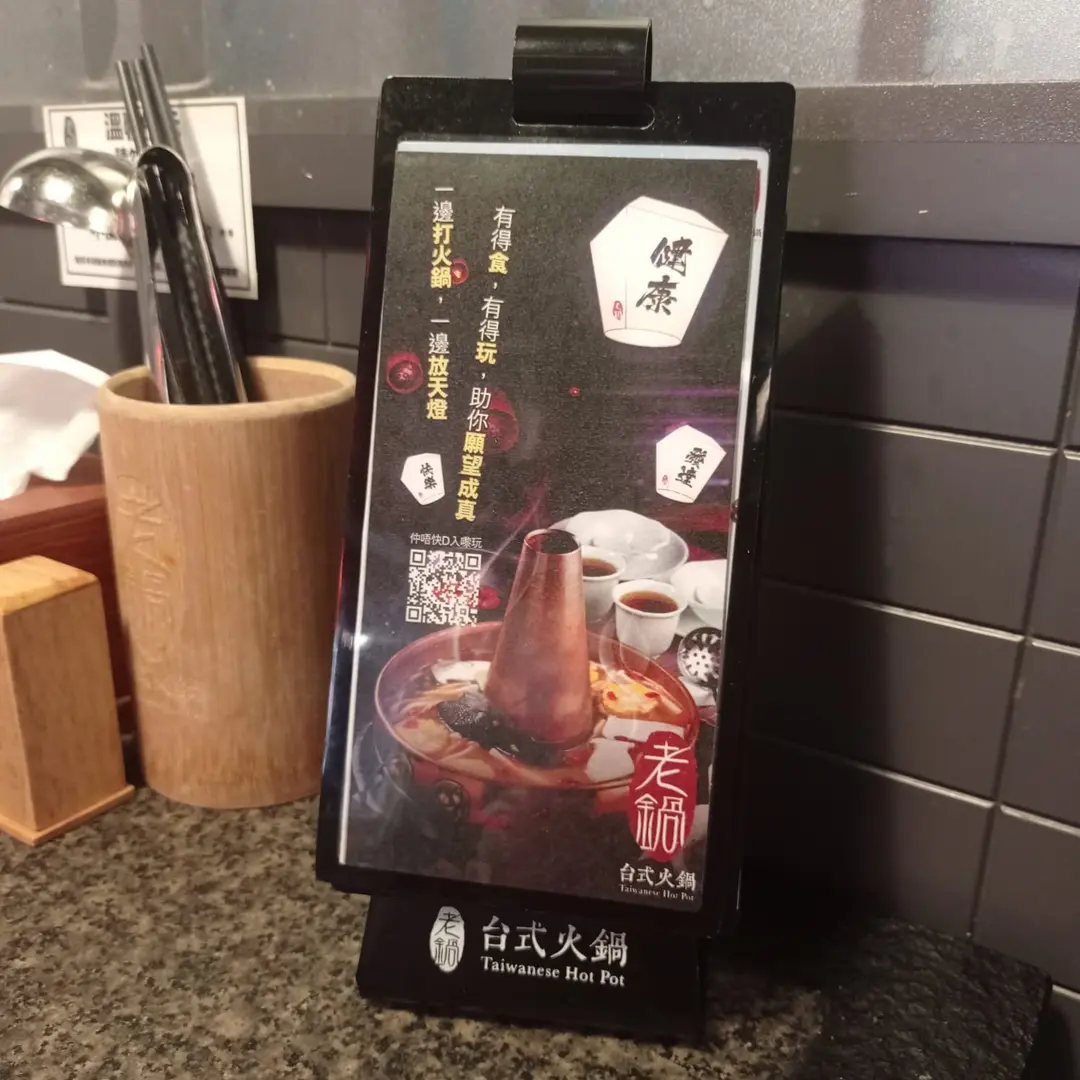 有得食，有得玩，助你願望成真
一邊打火鍋，一邊放天燈
健康
發達
快樂
仲唔快D入嚟玩
老鍋
台式火鍋
Taiwanese Hot Pot
老鍋
台式火鍋
Taiwanese Hot Pot